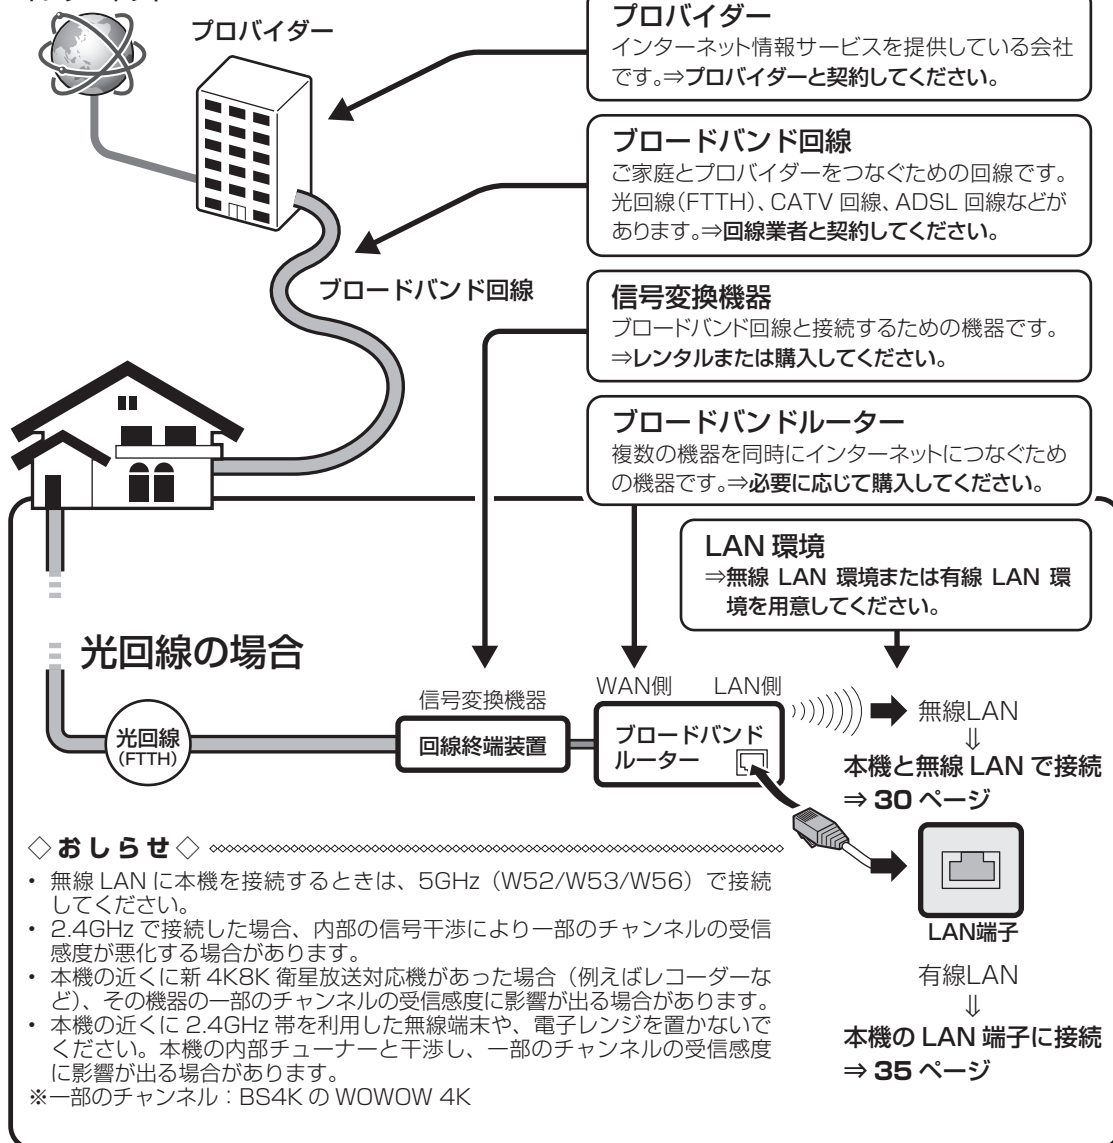 プロバイダー
プロバイダー
インターネット情報サービスを提供している会社
です。⇒プロバイダーと契約してください。
ブロードバンド回線
ご家庭とプロバイダーをつなぐための回線です。
光回線(FTTH)、CATV 回線、ADSL 回線などが
あります。⇒回線業者と契約してください。
ブロードバンド回線
信号変換機器
ブロードバンド回線と接続するための機器です。
⇒レンタルまたは購入してください。
ブロードバンドルーター
複数の機器を同時にインターネットにつなぐため
の機器です。⇒必要に応じて購入してください。
LAN 環境
⇒無線 LAN 環境または有線 LAN 環
境を用意してください。
光回線の場合
光回線
(FTTH)
信号変換機器
回線終端装置
WAN側 LAN側
ブロードバンド
ルーター
無線LAN
⇓
本機と無線 LAN で接続
⇒ 30 ページ
LAN端子
有線LAN
⇓
本機の LAN 端子に接続
⇒ 35 ページ
◇おしらせ◇
・ 無線 LAN に本機を接続するときは、5GHz（W52/W53/W56）で接続
してください。
・ 2.4GHz で接続した場合、内部の信号干渉により一部のチャンネルの受信
感度が悪化する場合があります。
・ 本機の近くに新 4K8K 衛星放送対応機があった場合（例えばレコーダーな
ど）、その機器の一部のチャンネルの受信感度に影響が出る場合があります。
・ 本機の近くに 2.4GHz 帯を利用した無線端末や、電子レンジを置かないで
ください。本機の内部チューナーと干渉し、一部のチャンネルの受信感度
に影響が出る場合があります。
※一部のチャンネル：BS4K の WOWOW 4K